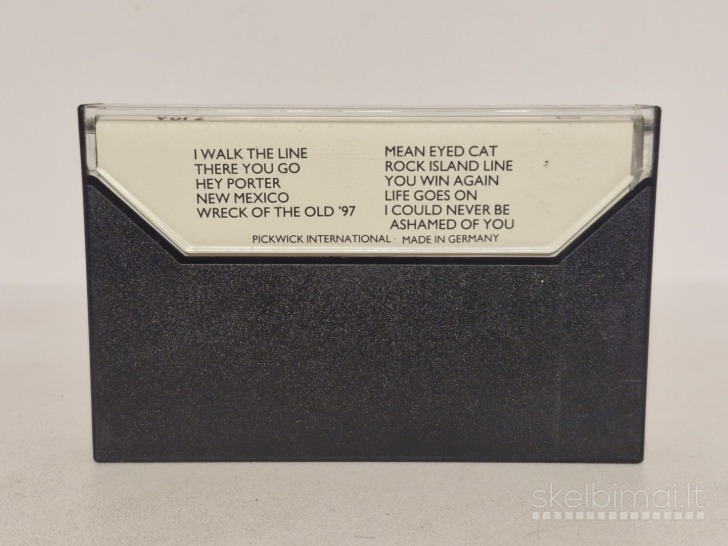 I WALK THE LINE
THERE YOU GO
HEY PORTER
NEW MEXICO
WRECK OF THE OLD '97
MEAN EYED CAT
ROCK ISLAND LINE
YOU WIN AGAIN
LIFE GOES ON
I COULD NEVER BE
ASHAMED OF YOU
PICKWICK INTERNATIONAL · MADE IN GERMANY
skelbimai.lt